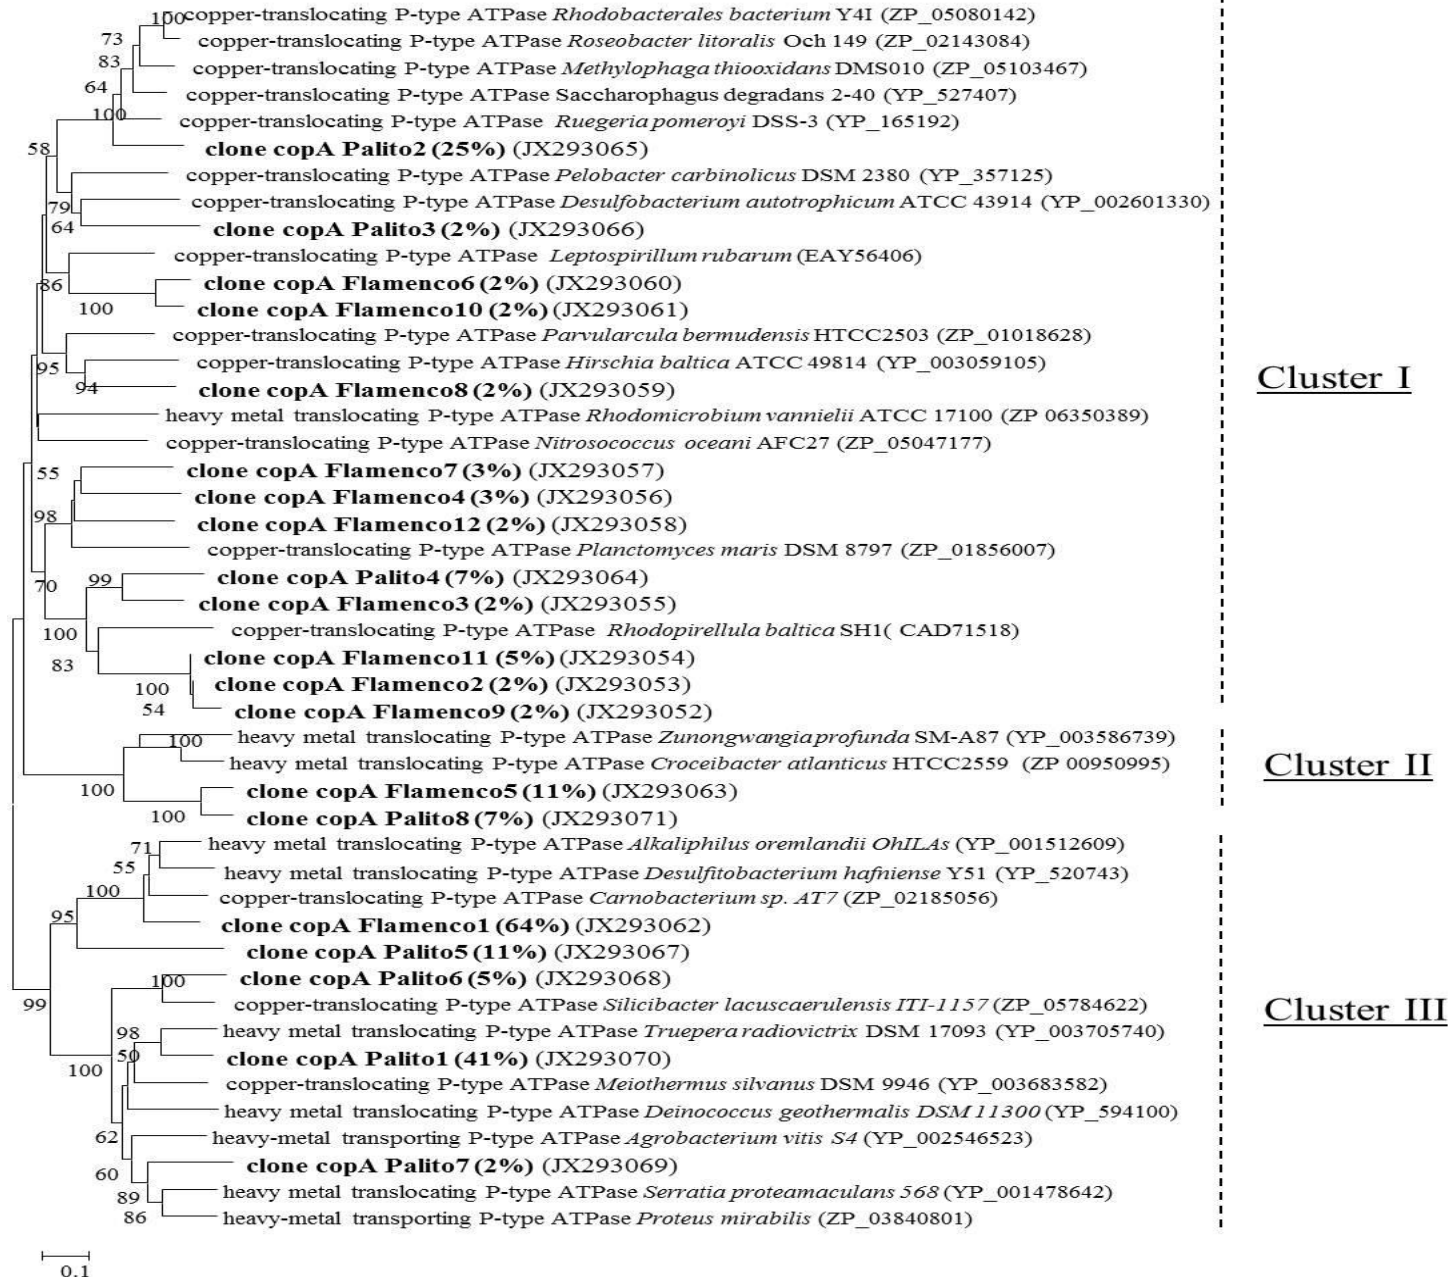 100 copper-translocating P-type ATPase Rhodobacterales bacterium Y4I (ZP_05080142)
73 copper-translocating P-type ATPase Roseobacter litoralis Och 149 (ZP_02143084)
83 copper-translocating P-type ATPase Methylophaga thiooxidans DMS010 (ZP_05103467)
64 copper-translocating P-type ATPase Saccharophagus degradans 2-40 (YP_527407)
100 copper-translocating P-type ATPase Ruegeria pomeroyi DSS-3 (YP_165192)
58 clone copA Palito2 (25%) (JX293065)
copper-translocating P-type ATPase Pelobacter carbinolicus DSM 2380 (YP_357125)
79 copper-translocating P-type ATPase Desulfobacterium autotrophicum ATCC 43914 (YP_002601330)
64 clone copA Palito3 (2%) (JX293066)
copper-translocating P-type ATPase Leptospirillum rubarum (EAY56406)
86 clone copA Flamenco6 (2%) (JX293060)
100 clone copA Flamenco10 (2%) (JX293061)
copper-translocating P-type ATPase Parvularcula bermudensis HTCC2503 (ZP_01018628)
95 copper-translocating P-type ATPase Hirschia baltica ATCC 49814 (YP_003059105)
94 clone copA Flamenco8 (2%) (JX293059)
Cluster I
heavy metal translocating P-type ATPase Rhodomicrobium vannielii ATCC 17100 (ZP 06350389)
copper-translocating P-type ATPase Nitrosococcus oceani AFC27 (ZP_05047177)
55 clone copA Flamenco7 (3%) (JX293057)
clone copA Flamenco4 (3%) (JX293056)
98 clone copA Flamenco12 (2%) (JX293058)
copper-translocating P-type ATPase Planctomyces maris DSM 8797 (ZP_01856007)
70 99 clone copA Palito4 (7%) (JX293064)
clone copA Flamenco3 (2%) (JX293055)
100 copper-translocating P-type ATPase Rhodopirellula baltica SH1( CAD71518)
83 clone copA Flamenco11 (5%) (JX293054)
100 clone copA Flamenco2 (2%) (JX293053)
54 clone copA Flamenco9 (2%) (JX293052)
100 heavy metal translocating P-type ATPase Zunongwangia profunda SM-A87 (YP_003586739)
heavy metal translocating P-type ATPase Croceibacter atlanticus HTCC2559 (ZP 00950995)
Cluster II
100 clone copA Flamenco5 (11%) (JX293063)
100 clone copA Palito8 (7%) (JX293071)
71 heavy metal translocating P-type ATPase Alkaliphilus oremlandii OhILAs (YP_001512609)
55 heavy metal translocating P-type ATPase Desulfitobacterium hafniense Y51 (YP_520743)
100 copper-translocating P-type ATPase Carnobacterium sp. AT7 (ZP_02185056)
95 clone copA Flamenco1 (64%) (JX293062)
clone copA Palito5 (11%) (JX293067)
100 clone copA Palito6 (5%) (JX293068)
99 copper-translocating P-type ATPase Silicibacter lacuscaerulensis ITI-1157 (ZP_05784622)
Cluster III
98 heavy metal translocating P-type ATPase Truepera radiovictrix DSM 17093 (YP_003705740)
50 clone copA Palito1 (41%) (JX293070)
100 copper-translocating P-type ATPase Meiothermus silvanus DSM 9946 (YP_003683582)
heavy metal translocating P-type ATPase Deinococcus geothermalis DSM 11300 (YP_594100)
62 heavy-metal transporting P-type ATPase Agrobacterium vitis S4 (YP_002546523)
60 clone copA Palito7 (2%) (JX293069)
89 heavy metal translocating P-type ATPase Serratia proteamaculans 568 (YP_001478642)
86 heavy-metal transporting P-type ATPase Proteus mirabilis (ZP_03840801)
0.1